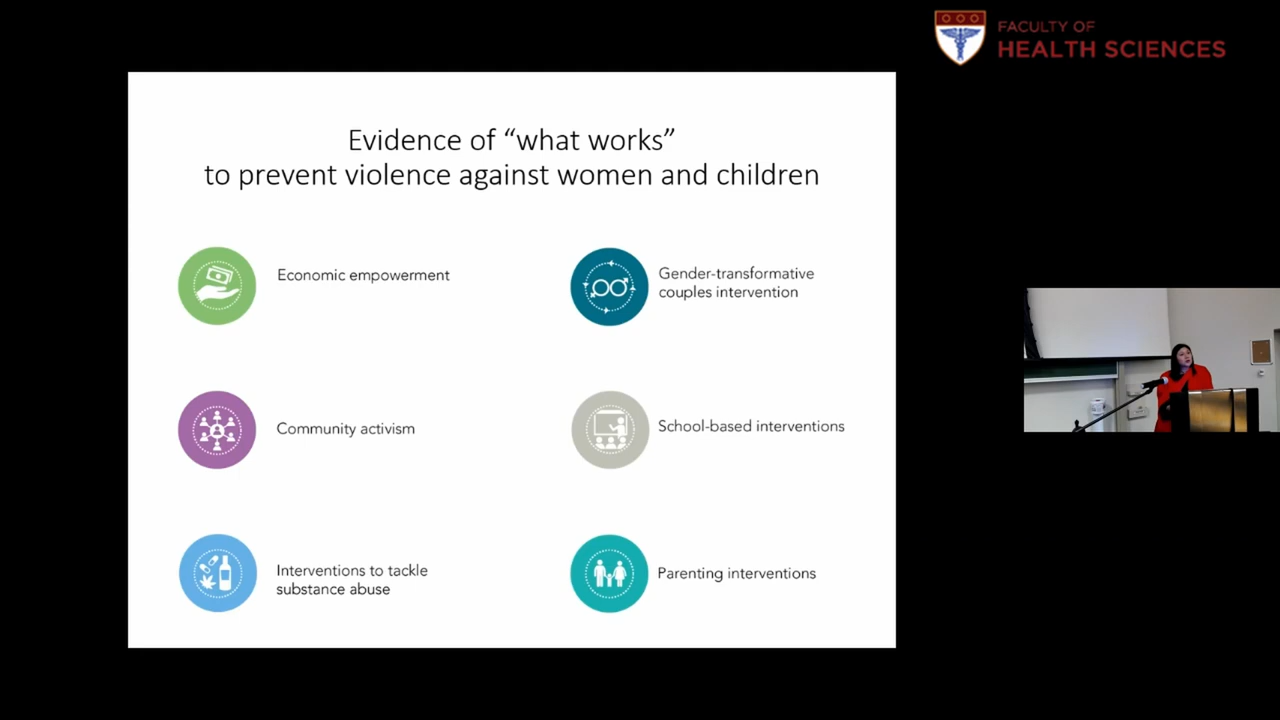 FACULTY OF
HEALTH SCIENCES
Evidence of “what works”
to prevent violence against women and children
Economic empowerment
Gender-transformative
couples intervention
Community activism
School-based interventions
Interventions to tackle
substance abuse
Parenting interventions